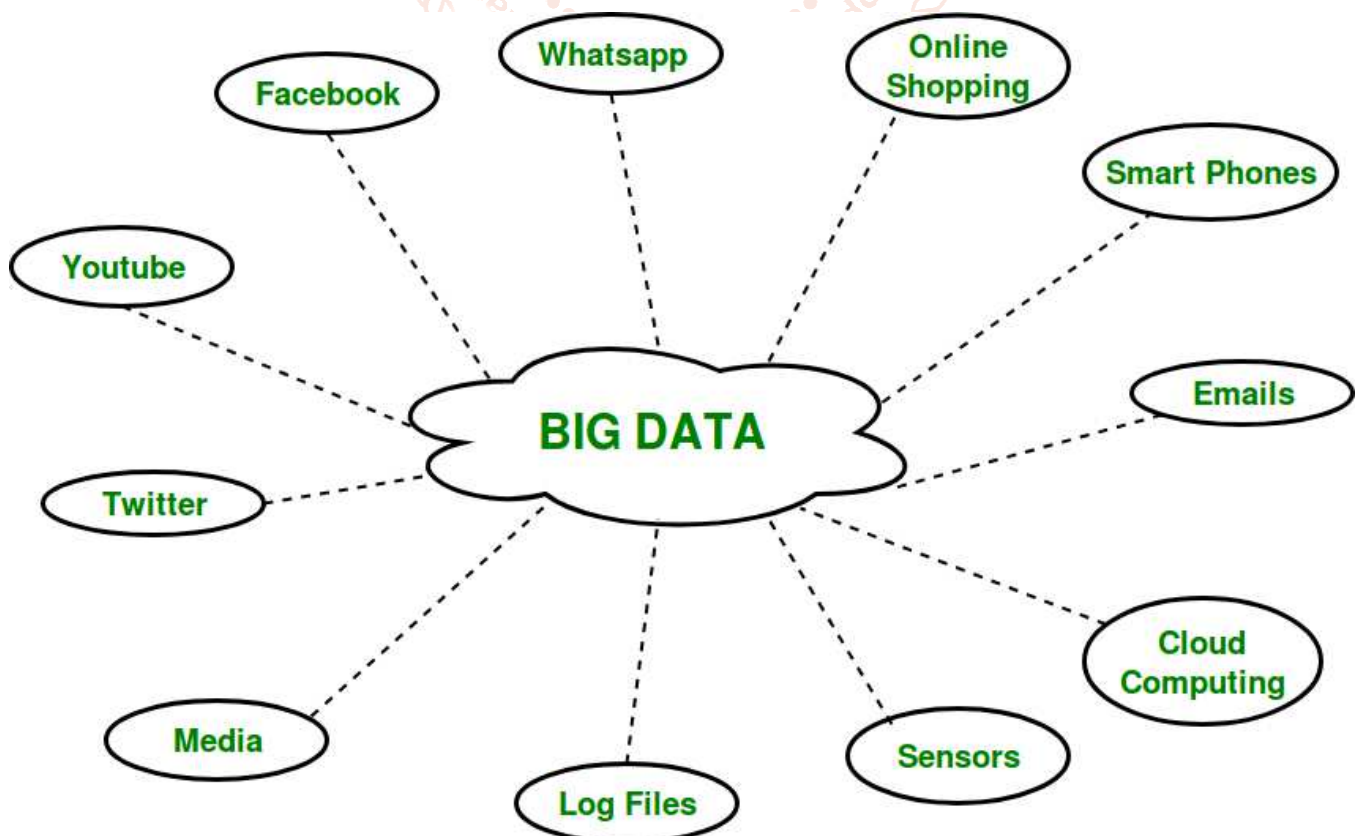 Whatsapp
Online
Shopping
Facebook
Smart Phones
Youtube
Emails
BIG DATA
Twitter
Cloud
Computing
Media
Sensors
Log Files